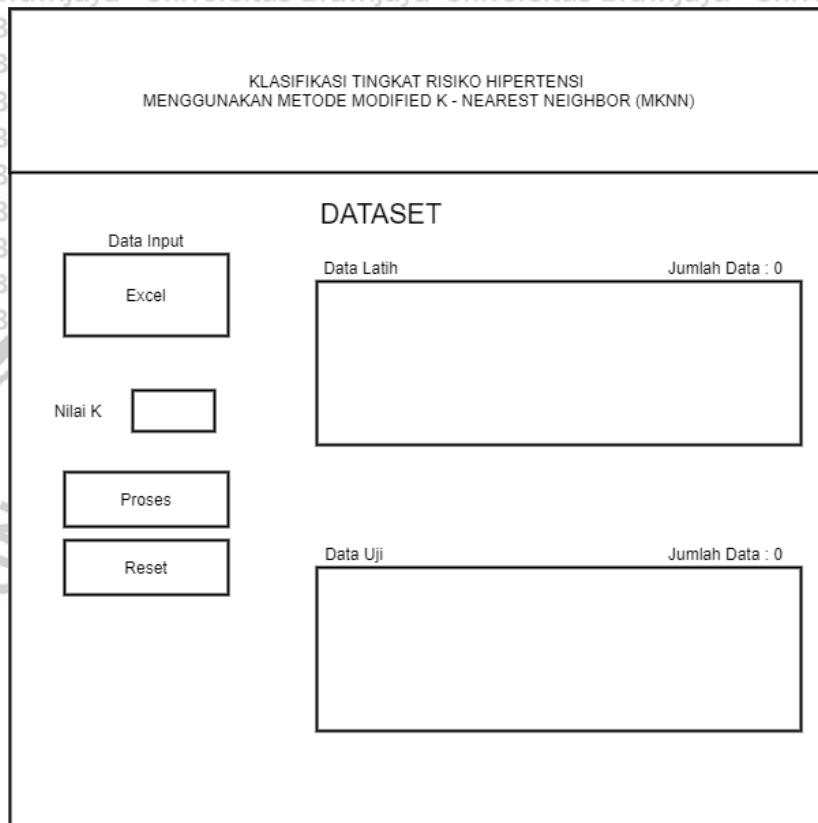 KLASIFIKASI TINGKAT RISIKO HIPERTENSI
MENGGUNAKAN METODE MODIFIED K - NEAREST NEIGHBOR (MKNN)
DATASET
Data Input
Excel
Nilai K
Proses
Reset
Data Latih
Jumlah Data : 0
Data Uji
Jumlah Data : 0